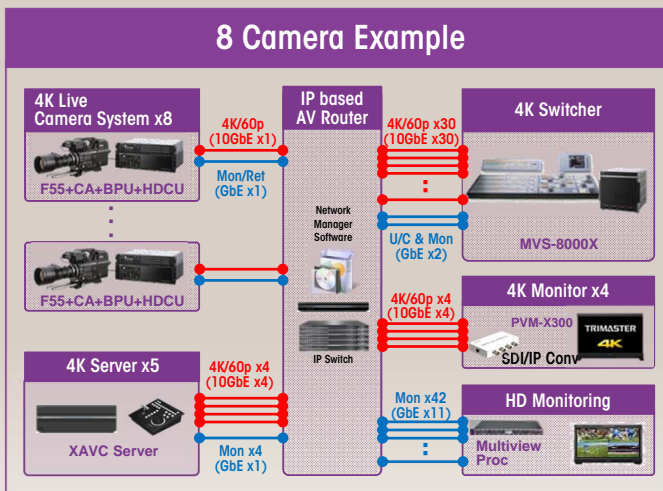 8 Camera Example
4K Live
Camera System x8
F55+CA+BPU+HDCU
:
F55+CA+BPU+HDCU
4K/60p
(10GbE x1)
Mon/Ret
(GbE x1)
4K Server x5
XAVC Server
4K/60p x4
(10GbE x4)
Mon x4
(GbE x1)
IP based
AV Router
Network
Manager
Software
IP Switch
4K/60p x30
(10GbE x30)
:
U/C & Mon
(GbE x2)
4K Switcher
MVS-8000X
4K/60p x4
(10GbE x4)
4K Monitor x4
PVM-X300
TRIMASTER
4K
SDI/IP Conv
Mon x42
(GbE x11)
:
HD Monitoring
Multiview
Proc